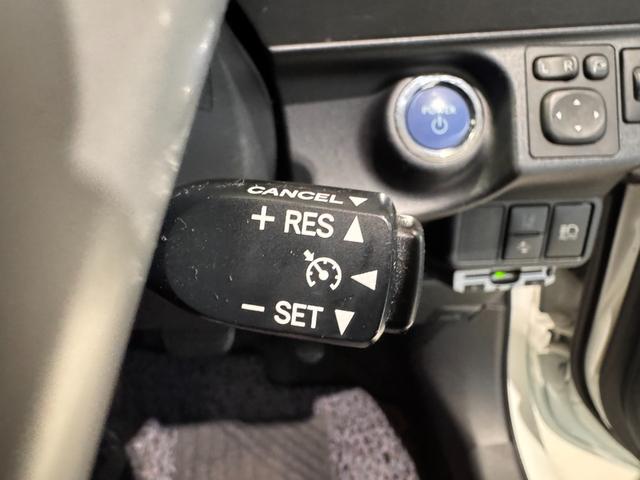 CANCEL
+ RES
- SET
POWER
L R